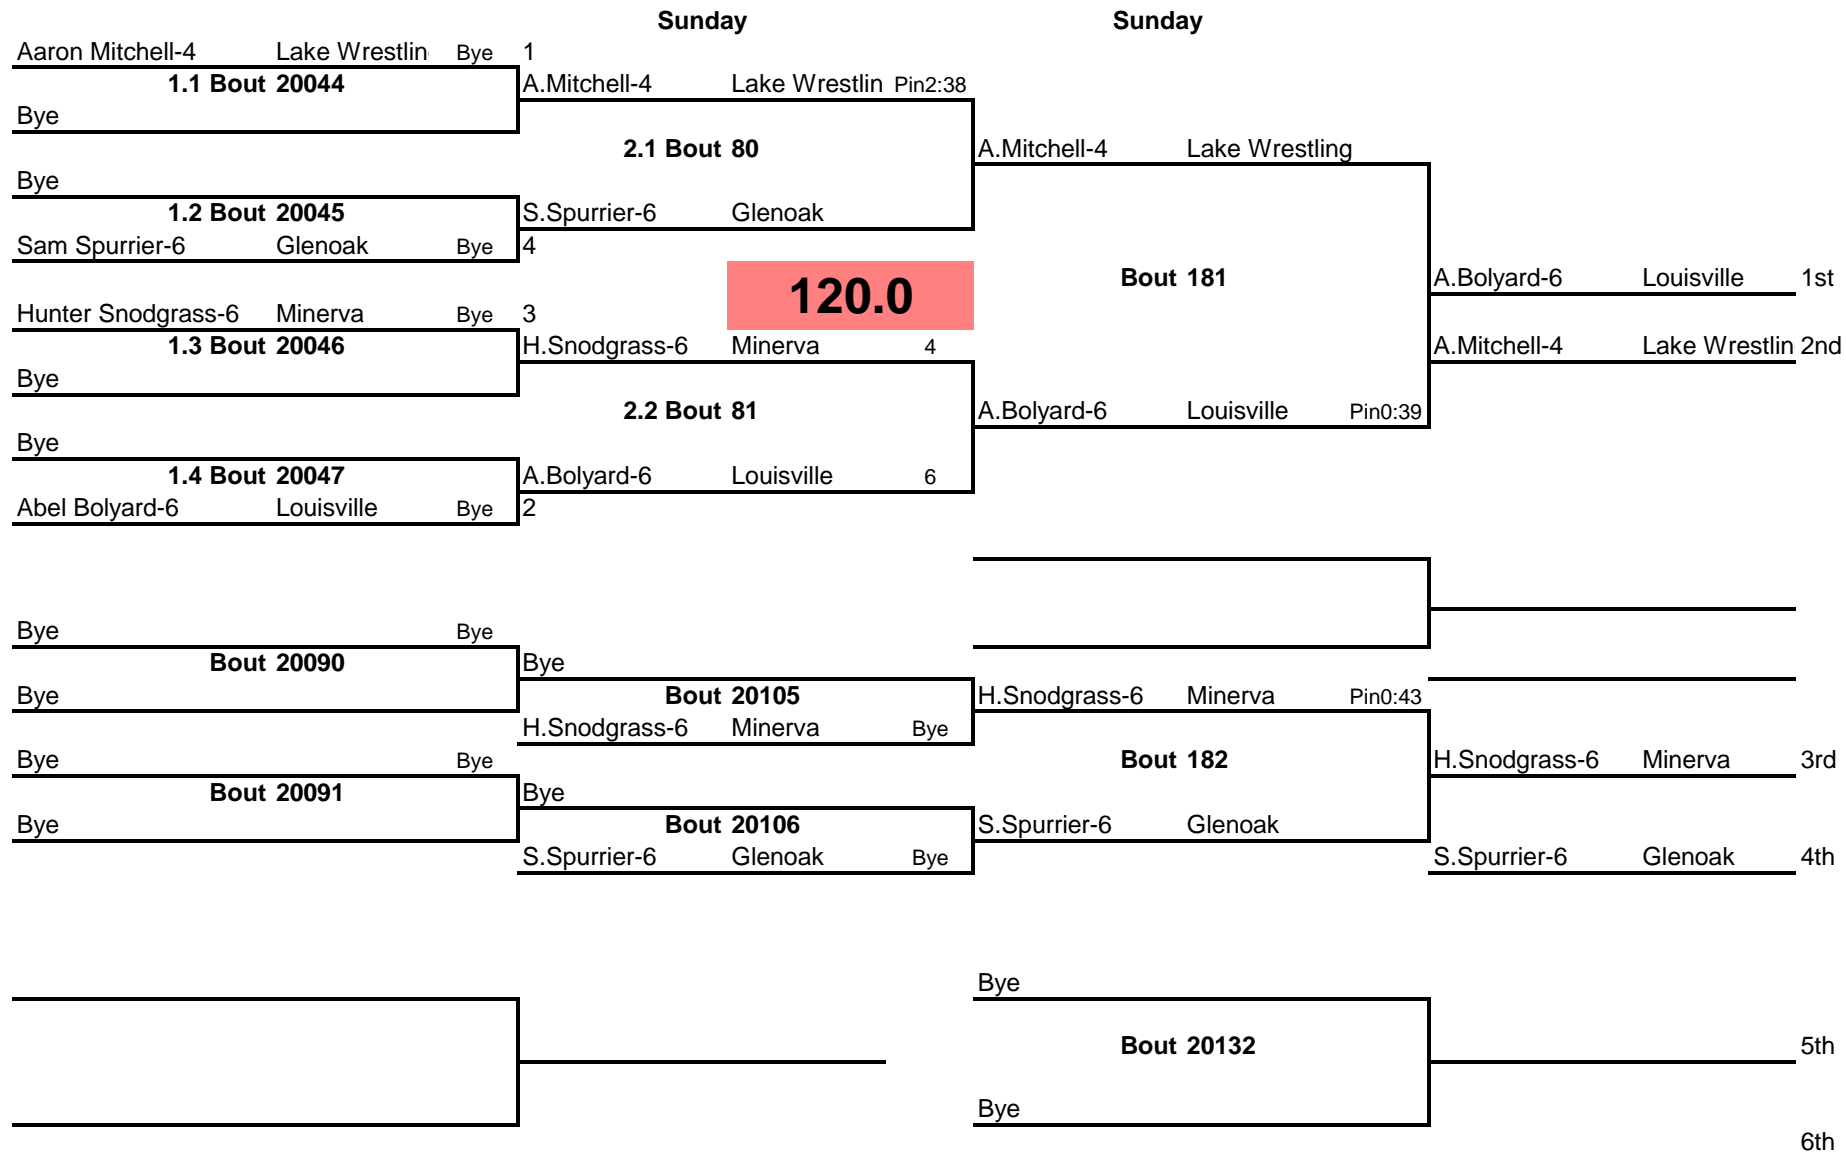 Sunday Sunday
Aaron Mitchell-4 Lake Wrestlin Bye 1
1.1 Bout 20044 A.Mitchell-4 Lake Wrestlin Pin2:38
Bye
2.1 Bout 80 A.Mitchell-4 Lake Wrestling
Bye
1.2 Bout 20045 S.Spurrier-6 Glenoak
Sam Spurrier-6 Glenoak Bye 4
120.0 Bout 181 A.Bolyard-6 Louisville 1st
Hunter Snodgrass-6 Minerva Bye 3
1.3 Bout 20046 H.Snodgrass-6 Minerva 4 A.Mitchell-4 Lake Wrestlin 2nd
Bye
2.2 Bout 81 A.Bolyard-6 Louisville Pin0:39
Bye
1.4 Bout 20047 A.Bolyard-6 Louisville 6
Abel Bolyard-6 Louisville Bye 2
Bye Bye
Bout 20090 Bye
Bye Bout 20105 H.Snodgrass-6 Minerva Pin0:43
H.Snodgrass-6 Minerva Bye
Bye Bye Bout 182 H.Snodgrass-6 Minerva 3rd
Bout 20091 Bye
Bye Bout 20106 S.Spurrier-6 Glenoak
S.Spurrier-6 Glenoak Bye S.Spurrier-6 Glenoak 4th
Bye
Bout 20132 5th
Bye
6th